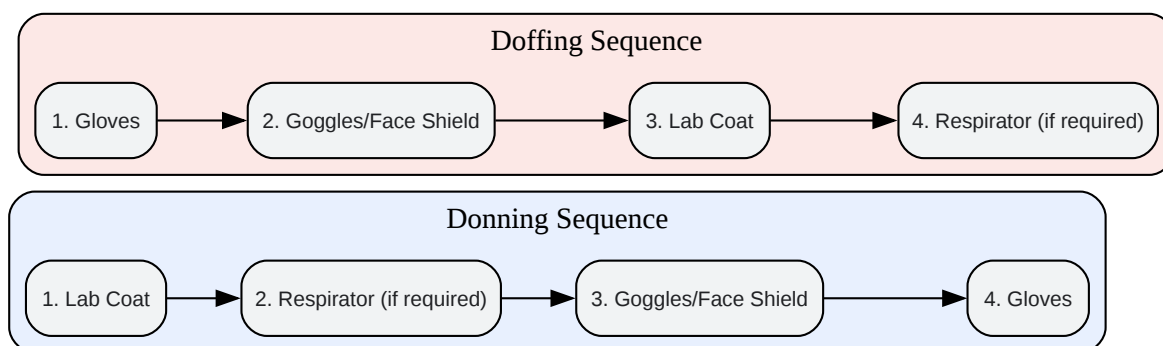 Doffing Sequence
1. Gloves
2. Goggles/Face Shield
3. Lab Coat
4. Respirator (if required)
Donning Sequence
1. Lab Coat
2. Respirator (if required)
3. Goggles/Face Shield
4. Gloves